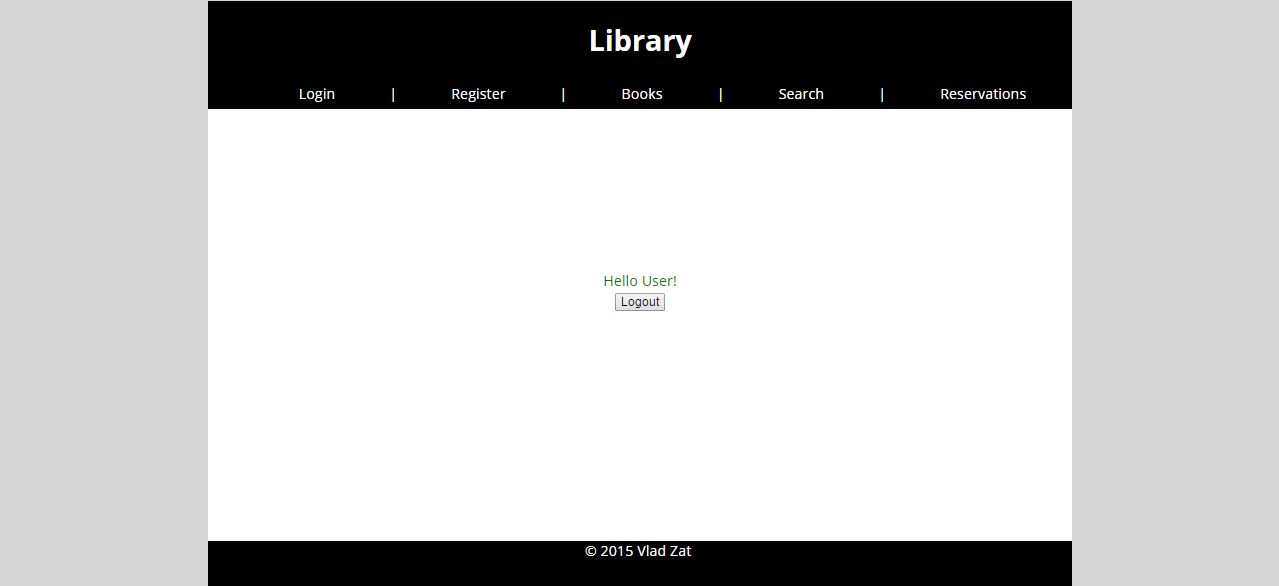 Library
Login | Register | Books | Search | Reservations
Hello User!
Logout
© 2015 Vlad Zat